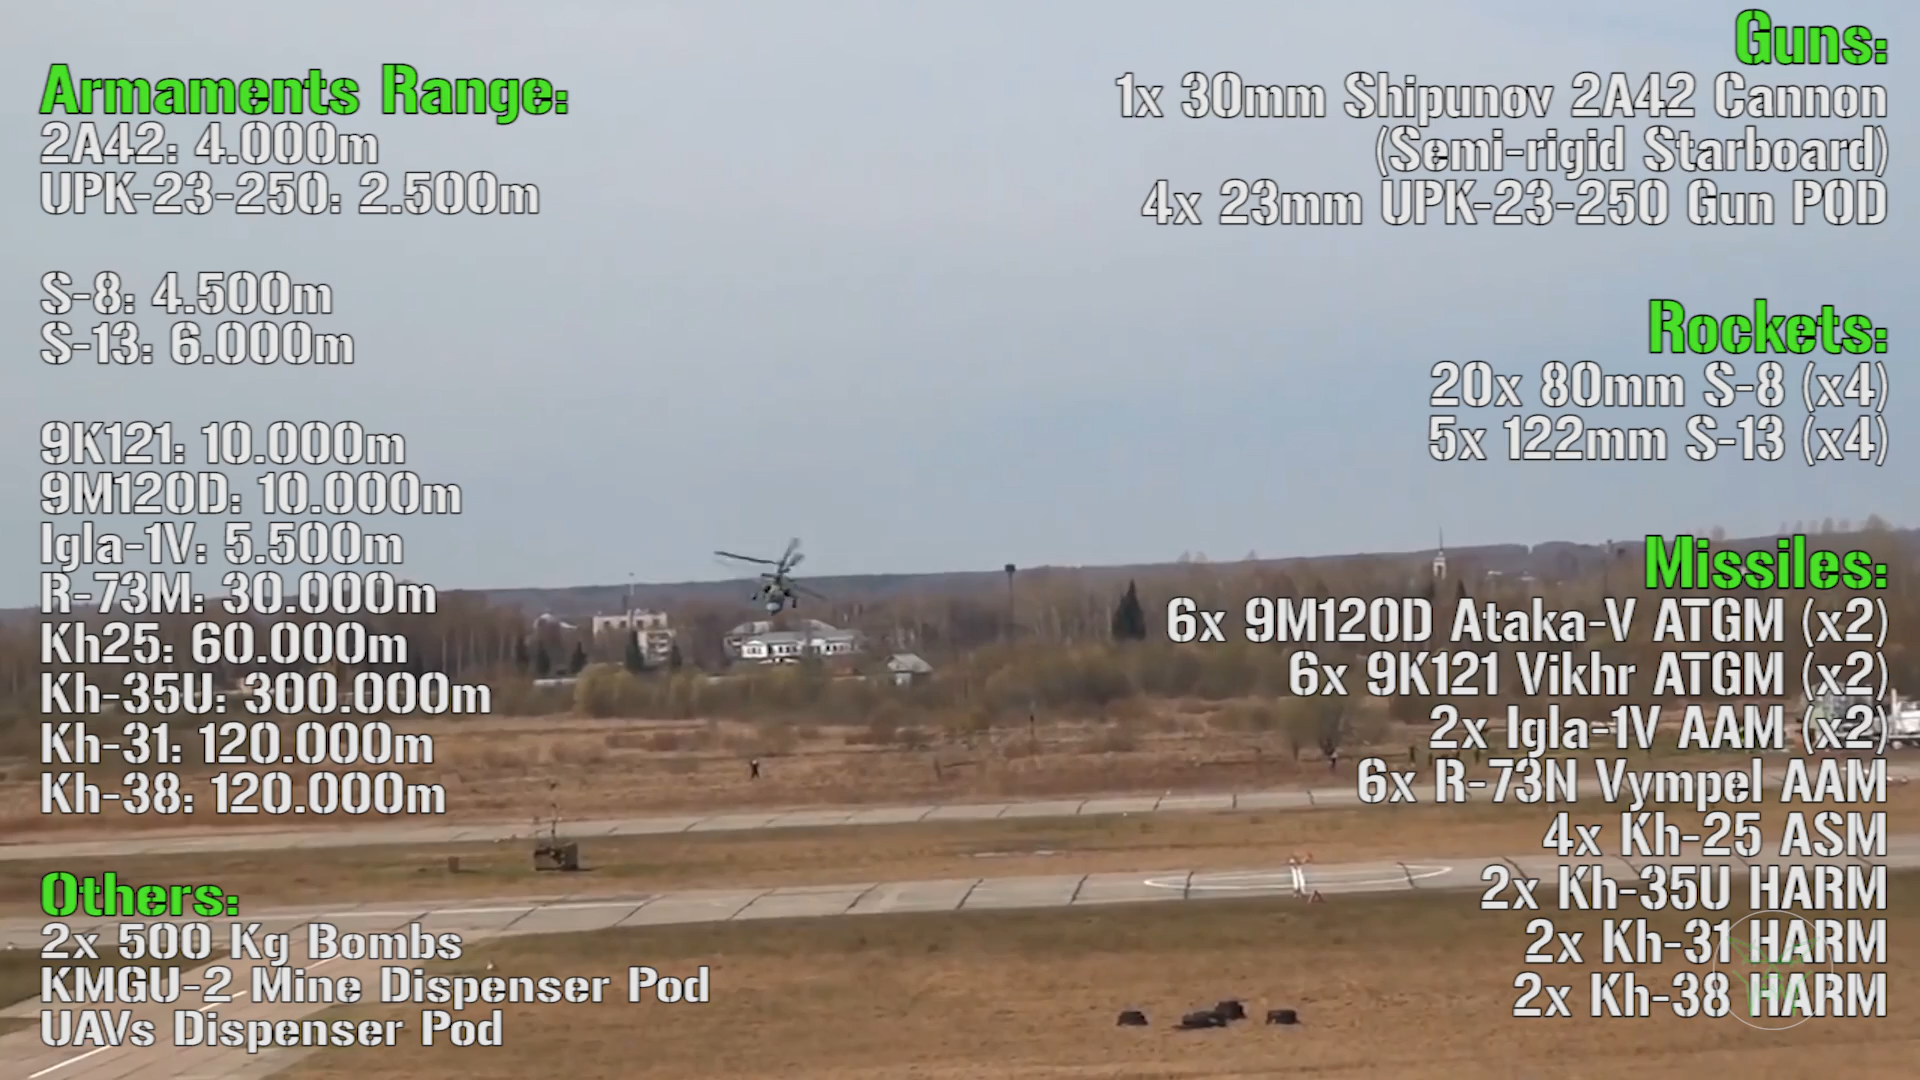 Armaments Range:
2A42: 4.000m
UPK-23-250: 2.500m
S-8: 4.500m
S-13: 6.000m
9K121: 10.000m
9M120D: 10.000m
Igla-1V: 5.500m
R-73M: 30.000m
Kh25: 60.000m
Kh-35U: 300.000m
Kh-31: 120.000m
Kh-38: 120.000m
Others:
2x 500 Kg Bombs
KMGU-2 Mine Dispenser Pod
UAVs Dispenser Pod
Guns:
1x 30mm Shipunov 2A42 Cannon
(Semi-rigid Starboard)
4x 23mm UPK-23-250 Gun POD
Rockets:
20x 80mm S-8 (x4)
5x 122mm S-13 (x4)
Missiles:
6x 9M120D Ataka-V ATGM (x2)
6x 9K121 Vikhr ATGM (x2)
2x Igla-1V AAM (x2)
6x R-73N Vympel AAM
4x Kh-25 ASM
2x Kh-35U HARM
2x Kh-31 HARM
2x Kh-38 HARM